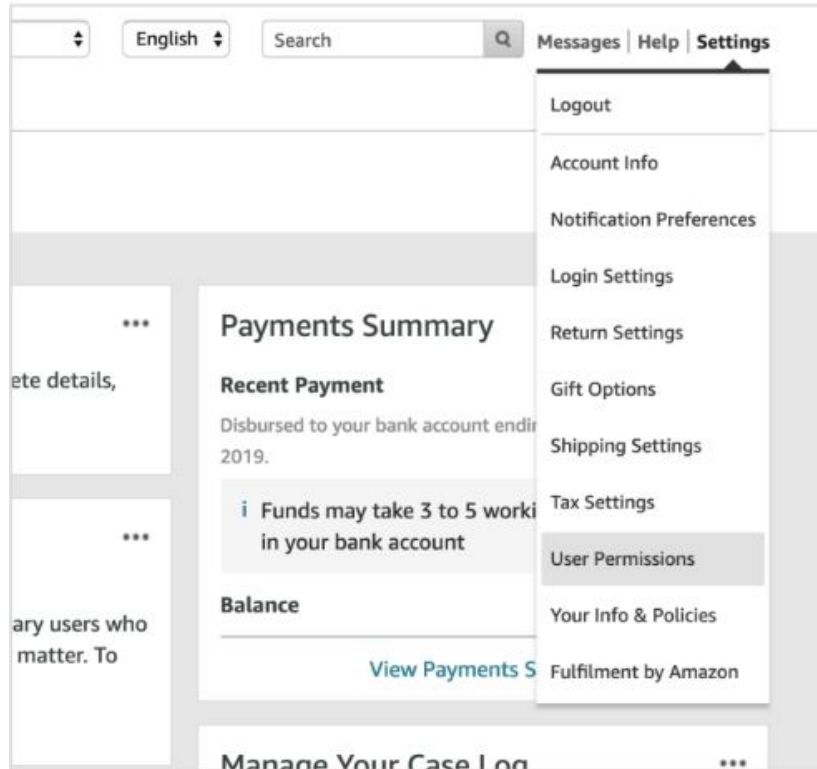 English
Search
Messages | Help | Settings
Logout
Account Info
Notification Preferences
Login Settings
Return Settings
Gift Options
Shipping Settings
Tax Settings
User Permissions
Your Info & Policies
Fulfilment by Amazon
ete details,
ary users who
matter. To
Payments Summary
Recent Payment
Disbursed to your bank account endin
2019.
i Funds may take 3 to 5 worki
in your bank account
Balance
View Payments S
Manage Your Case Log